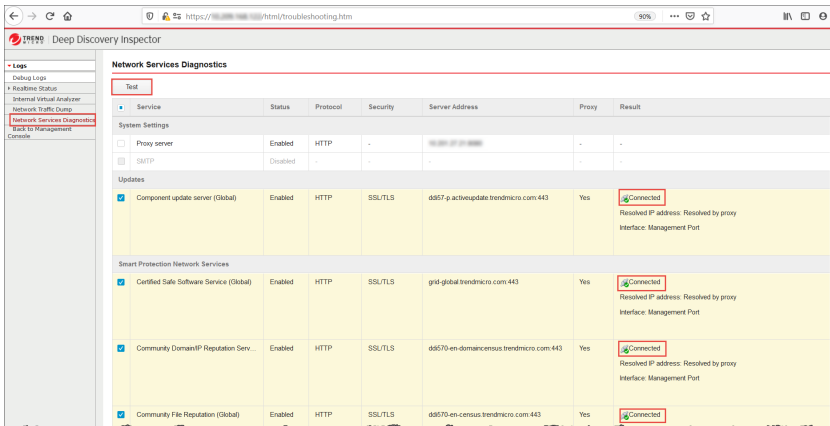 https:// /html/troubleshooting.htm
90%
TREND MICRO Deep Discovery Inspector
Logs
Debug Logs
Realtime Status
Internal Virtual Analyzer
Network Traffic Dump
Network Services Diagnostics
Back to Management
Console
Network Services Diagnostics
Test
Service Status Protocol Security Server Address Proxy Result
System Settings
Proxy server Enabled HTTP - - -
SMTP Disabled - - - - -
Updates
Component update server (Global) Enabled HTTP SSL/TLS ddi57-p.activeupdate.trendmicro.com:443 Yes Connected
Resolved IP address: Resolved by proxy
Interface: Management Port
Smart Protection Network Services
Certified Safe Software Service (Global) Enabled HTTP SSL/TLS grid-global.trendmicro.com:443 Yes Connected
Resolved IP address: Resolved by proxy
Interface: Management Port
Community Domain/IP Reputation Serv... Enabled HTTP SSL/TLS ddi570-en-domaincensus.trendmicro.com:443 Yes Connected
Resolved IP address: Resolved by proxy
Interface: Management Port
Community File Reputation (Global) Enabled HTTP SSL/TLS ddi570-en-census.trendmicro.com:443 Yes Connected